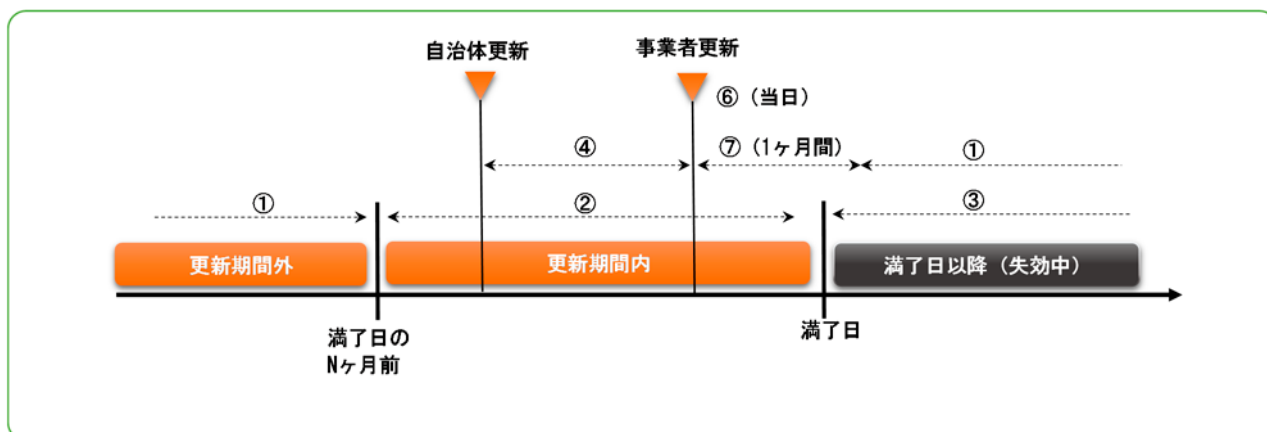 自治体更新
事業者更新
⑥（当日）
④
⑦（1ヶ月間）
①
①
②
③
更新期間外
更新期間内
満了日以降（失効中）
満了日の
Nヶ月前
満了日